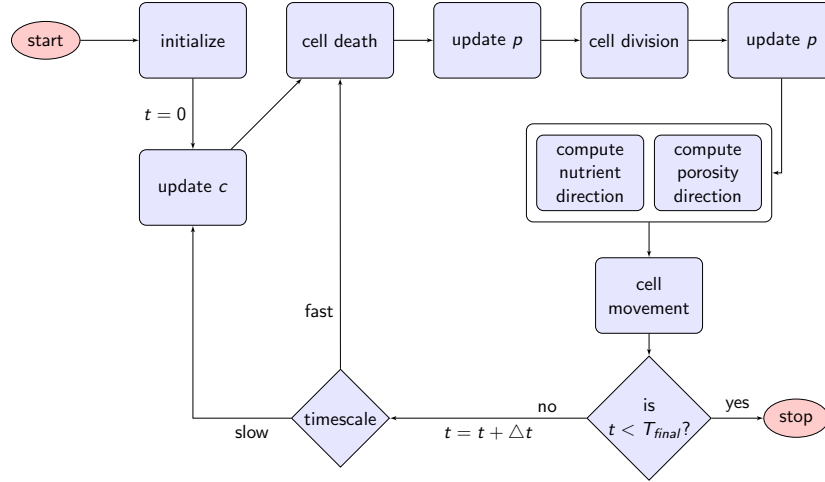 start
initialize
cell death
update p
cell division
update p
t = 0
update c
compute
nutrient
direction
compute
porosity
direction
cell
movement
fast
is
t < T_final?
yes
stop
no
t = t + △t
timescale
slow